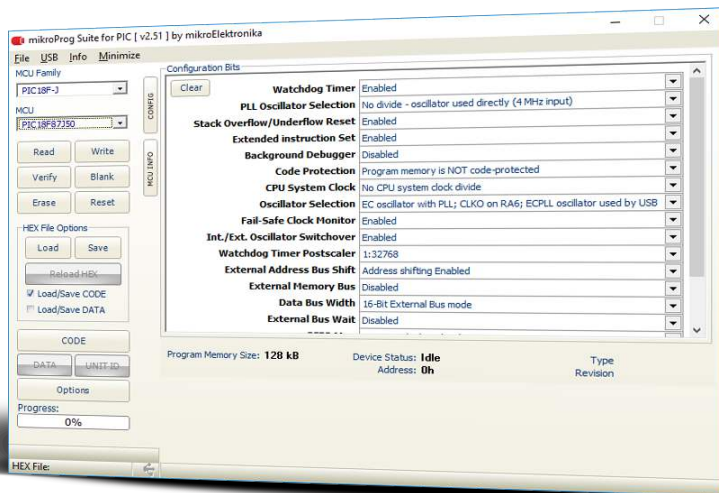 mikroProg Suite for PIC [ v2.51 ] by mikroElektronika
File USB Info Minimize
MCU Family
PIC18F-J
MCU
PIC18F87J50
Read Write
Verify Blank
Erase Reset
HEX File Options
Load Save
Reload HEX
Load/Save CODE
Load/Save DATA
CODE
DATA UNIT ID
Options
Progress:
0%
HEX File:
CONFIG
MCU INFO
Configuration Bits
Clear
Watchdog Timer Enabled
PLL Oscillator Selection No divide - oscillator used directly (4 MHz input)
Stack Overflow/Underflow Reset Enabled
Extended instruction Set Enabled
Background Debugger Disabled
Code Protection Program memory is NOT code-protected
CPU System Clock No CPU system clock divide
Oscillator Selection EC oscillator with PLL; CLKO on RA6; ECPLL oscillator used by USB
Fail-Safe Clock Monitor Enabled
Int./Ext. Oscillator Switchover Enabled
Watchdog Timer Postscaler 1:32768
External Address Bus Shift Address shifting Enabled
External Memory Bus Disabled
Data Bus Width 16-Bit External Bus mode
External Bus Wait Disabled
Program Memory Size: 128 kB Device Status: Idle Type
Address: 0h Revision